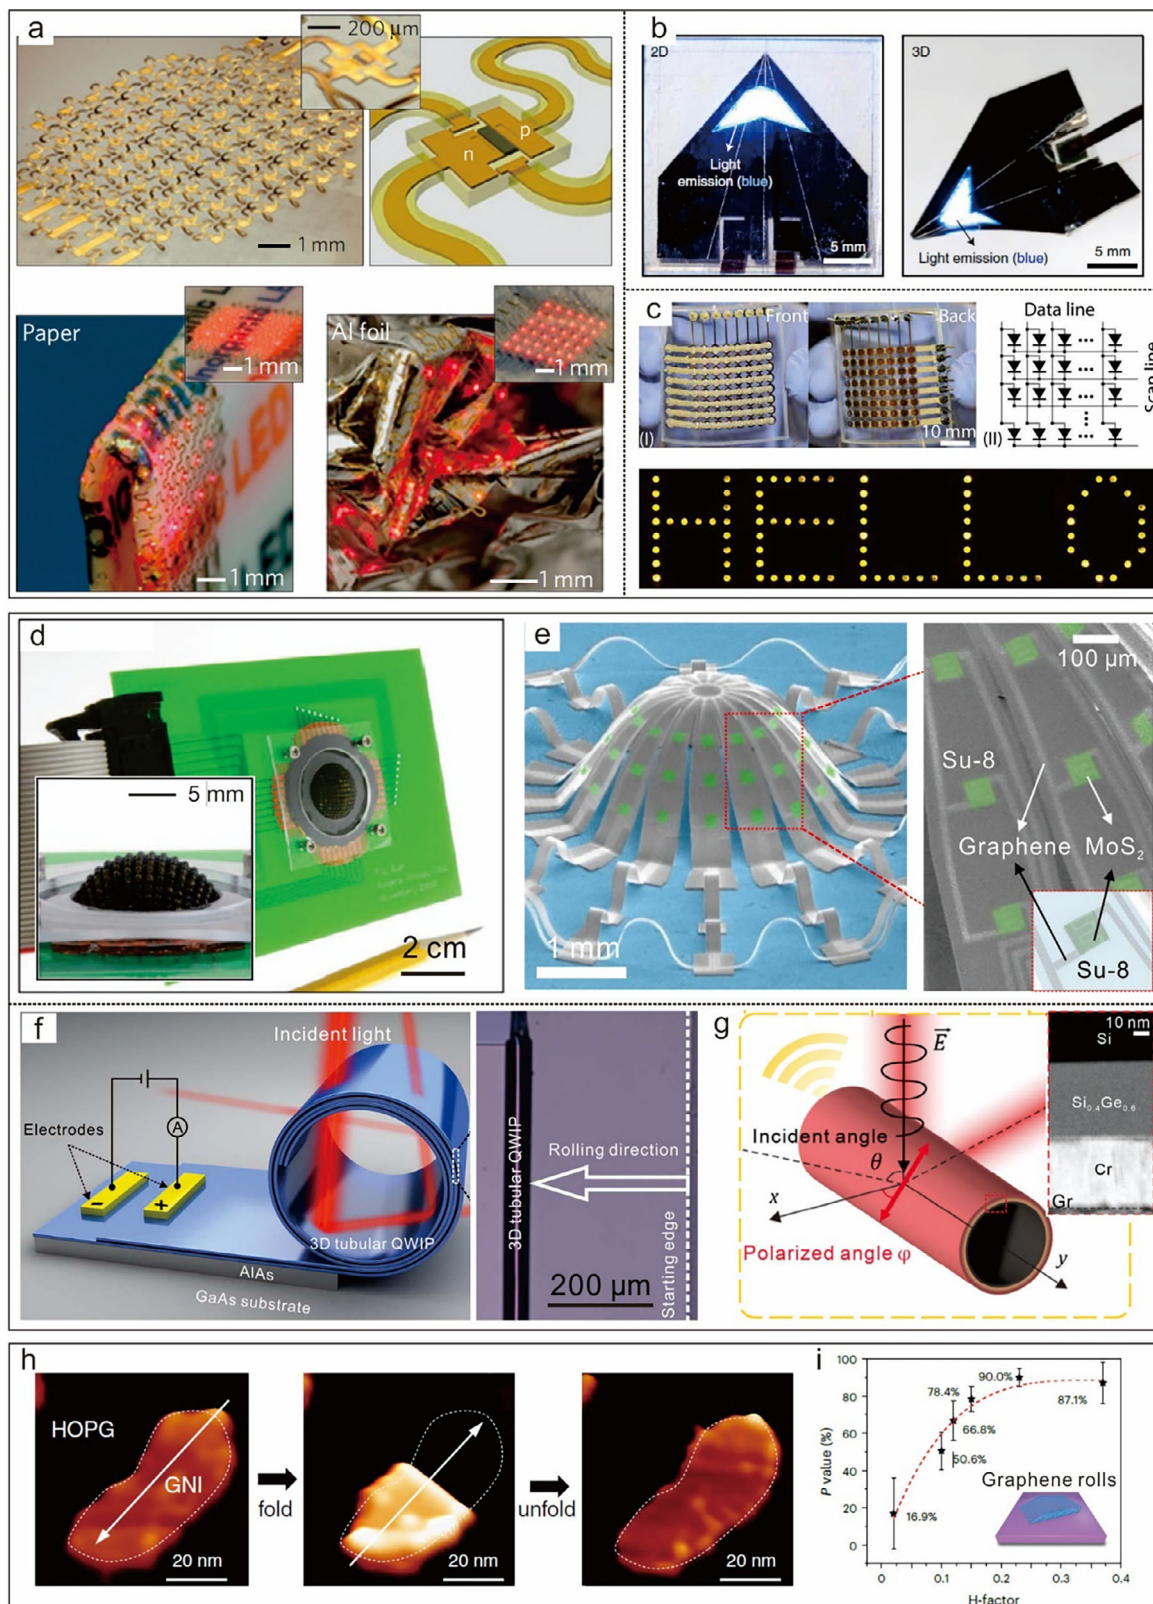 a
200 μm
1 mm
n
p
b
2D
Light
emission (blue)
5 mm
3D
Light emission (blue)
5 mm
Paper
1 mm
1 mm
LED
Al foil
1 mm
1 mm
c
Front
Back
(I)
10 mm
Data line
Scan line
(II)
HELLO
d
5 mm
2 cm
e
1 mm
100 μm
Su-8
Graphene
MoS₂
Su-8
f
Incident light
Electrodes
A
-
+
3D tubular QWIP
AlAs
GaAs substrate
3D tubular QWIP
Rolling direction
Starting edge
200 μm
g
E⃗
Incident angle
θ
x
y
Polarized angle φ
10 nm
Si
Si₀.₄Ge₀.₆
Cr
Gr
h
HOPG
GNI
20 nm
fold
20 nm
unfold
20 nm
i
P value (%)
100
80
60
40
20
0
16.9%
50.6%
66.8%
78.4%
90.0%
87.1%
Graphene rolls
0
0.1
0.2
0.3
0.4
H-factor